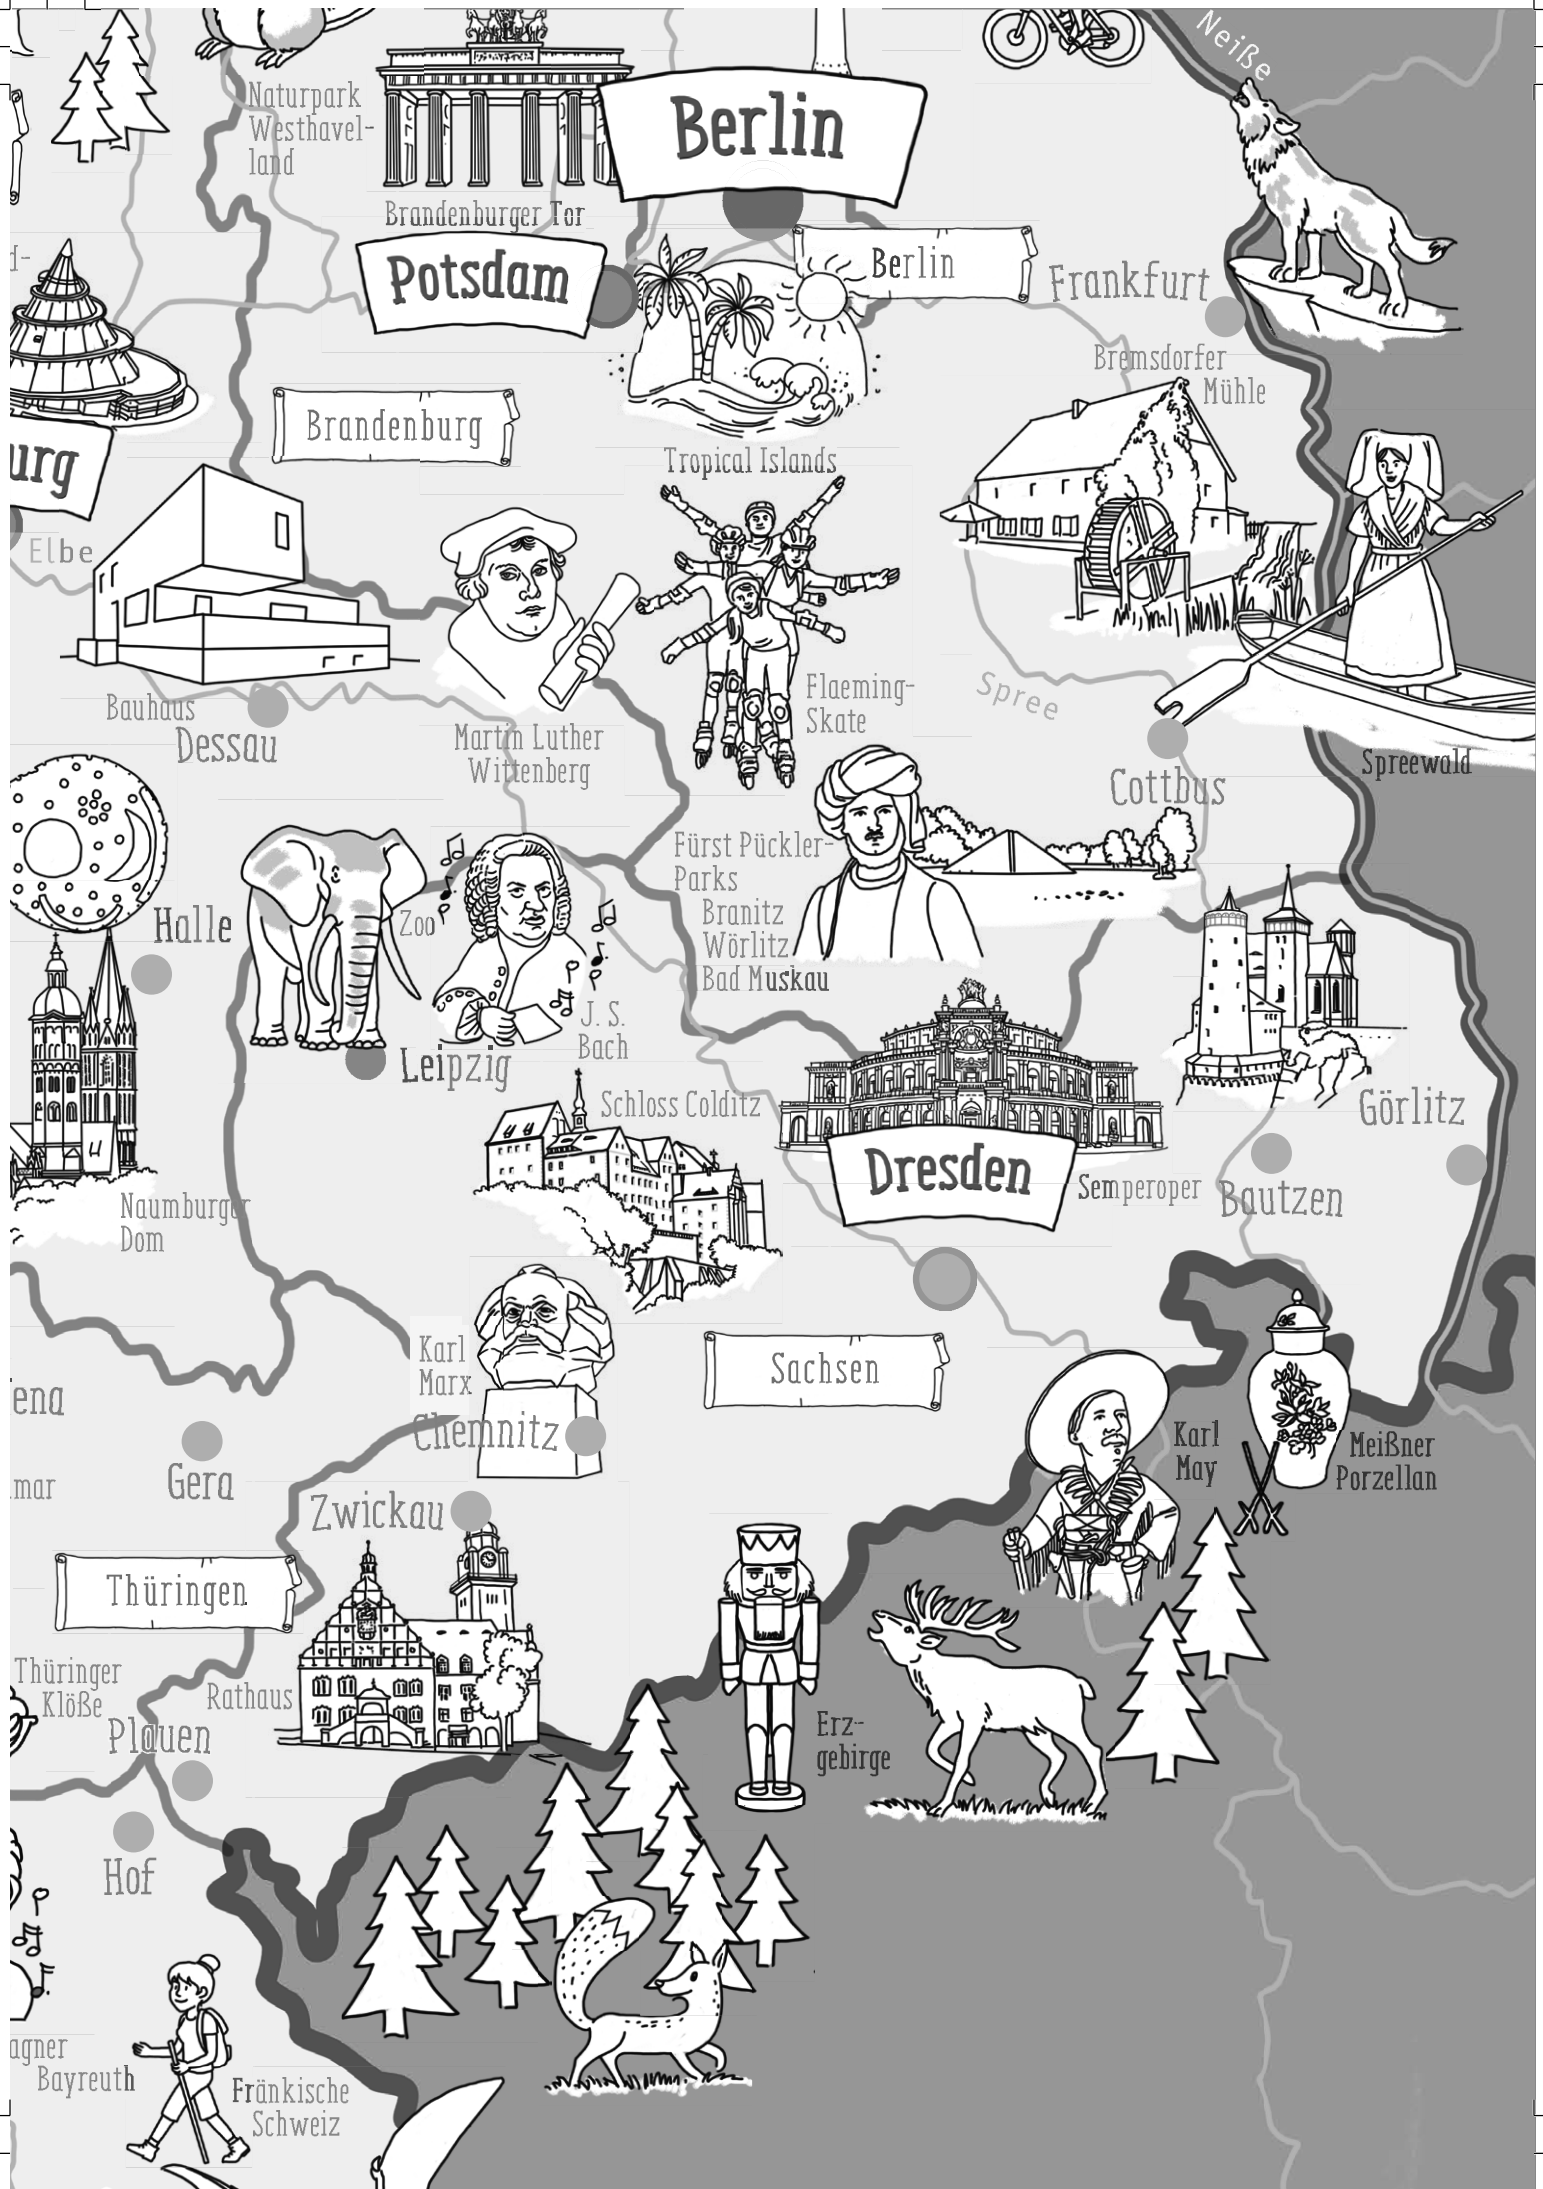 Neiße
Naturpark
Westhavel-
land
Berlin
Brandenburger Tor
Potsdam
Berlin
Frankfurt
Bremsdorfer
Mühle
Brandenburg
urg
Tropical Islands
Elbe
Flaeming-
Skate
Spree
Bauhaus
Dessau
Martin Luther
Wittenberg
Spreewald
Cottbus
Fürst Pückler-
Parks
Branitz
Wörlitz
Bad Muskau
Halle
Zoo
J. S.
Bach
Leipzig
Schloss Colditz
Görlitz
Dresden
Semperoper
Bautzen
Naumburger
Dom
Karl
Marx
Chemnitz
Sachsen
ena
Gera
mar
Karl
May
Meißner
Porzellan
Zwickau
Thüringen
Thüringer
Klöße
Rathaus
Plauen
Erz-
gebirge
Hof
agner
Bayreuth
Fränkische
Schweiz